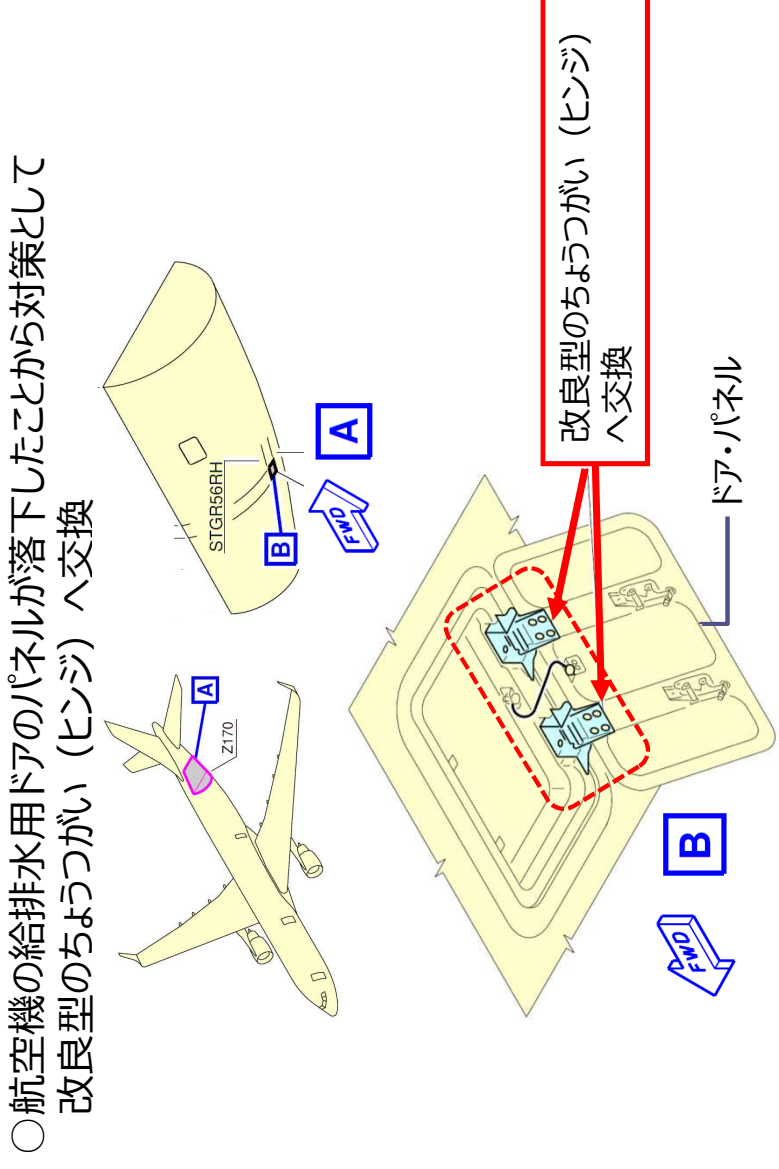 ○航空機の給排水用ドアのパネルが落下したことから対策として
改良型のちょうつがい（ヒンジ）へ交換
A
Z170
STGR56RH
B
FWD
A
改良型のちょうつがい（ヒンジ）
へ交換
ドア・パネル
B
FWD